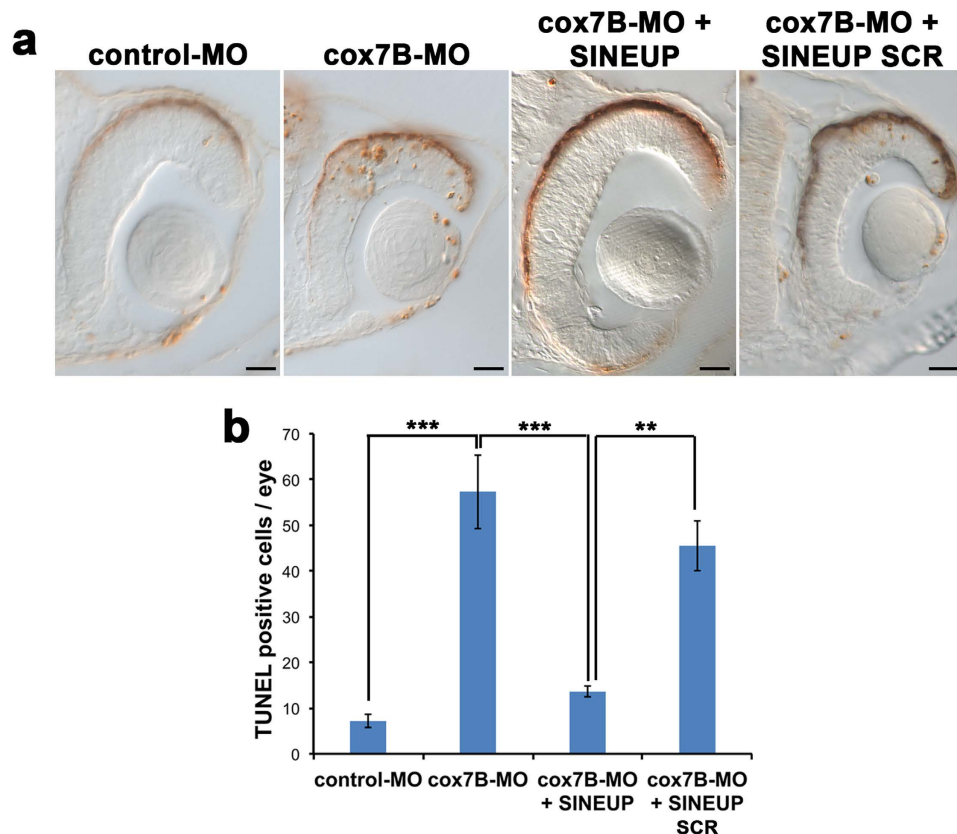 a
control-MO
cox7B-MO
cox7B-MO +
SINEUP
cox7B-MO +
SINEUP SCR
b
TUNEL positive cells / eye
70
60
50
40
30
20
10
0
***
***
**
control-MO
cox7B-MO
cox7B-MO
+ SINEUP
cox7B-MO
+ SINEUP
SCR